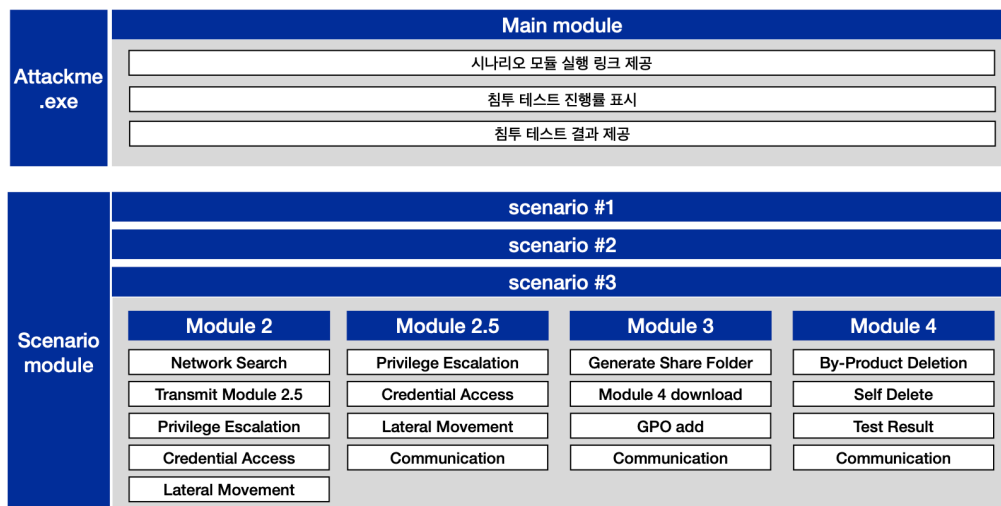 Attackme
.exe
Main module
시나리오 모듈 실행 링크 제공
침투 테스트 진행률 표시
침투 테스트 결과 제공
Scenario
module
scenario #1
scenario #2
scenario #3
Module 2
Network Search
Transmit Module 2.5
Privilege Escalation
Credential Access
Lateral Movement
Module 2.5
Privilege Escalation
Credential Access
Lateral Movement
Communication
Module 3
Generate Share Folder
Module 4 download
GPO add
Communication
Module 4
By-Product Deletion
Self Delete
Test Result
Communication